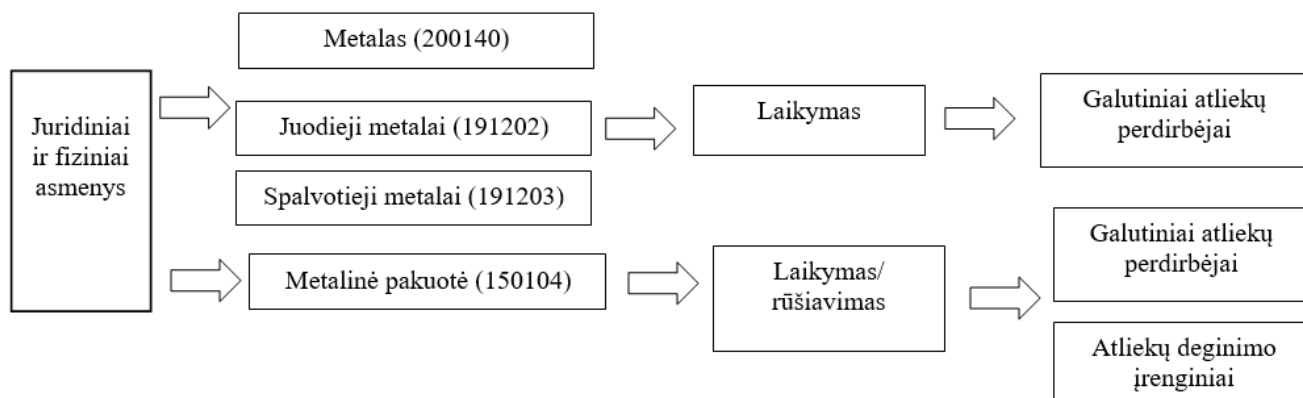 Metalas (200140)
Juridiniai
ir fiziniai
asmenys
Juodieji metalai (191202)
Laikymas
Galutiniai atliekų
perdirbėjai
Spalvotieji metalai (191203)
Metalinė pakuotė (150104)
Laikymas/
rūšiavimas
Galutiniai atliekų
perdirbėjai
Atliekų deginimo
įrenginiai